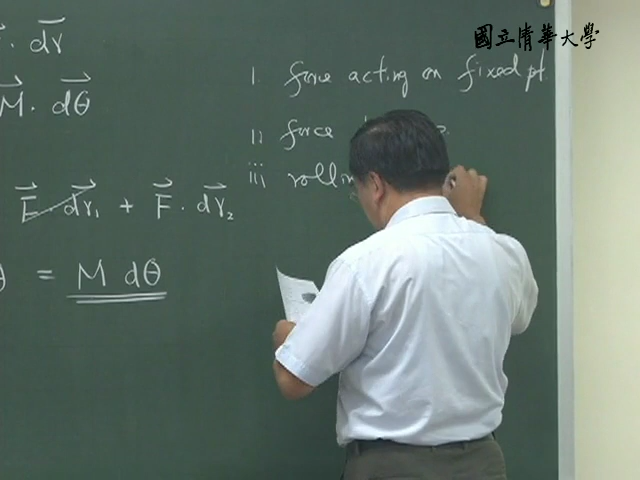 國立清華大學
· dr
M · dθ
F · dr₁ + F · dr₂
= M dθ
i force acting on fixed pt.
ii force
iii